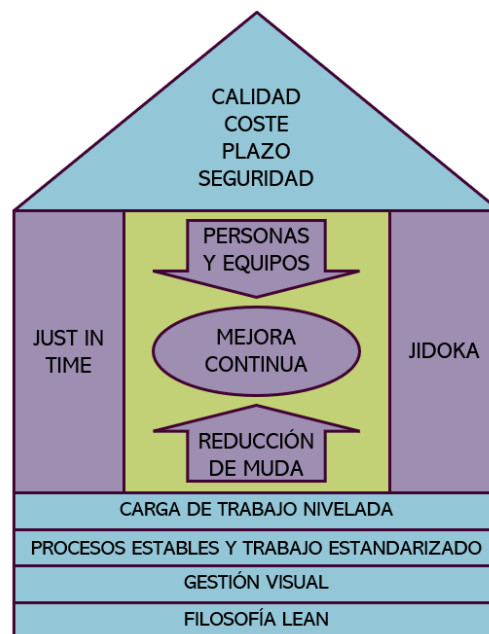 CALIDAD
COSTE
PLAZO
SEGURIDAD
PERSONAS
Y EQUIPOS
JUST IN
TIME
MEJORA
CONTINUA
JIDOKA
REDUCCIÓN
DE MUDA
CARGA DE TRABAJO NIVELADA
PROCESOS ESTABLES Y TRABAJO ESTANDARIZADO
GESTIÓN VISUAL
FILOSOFÍA LEAN